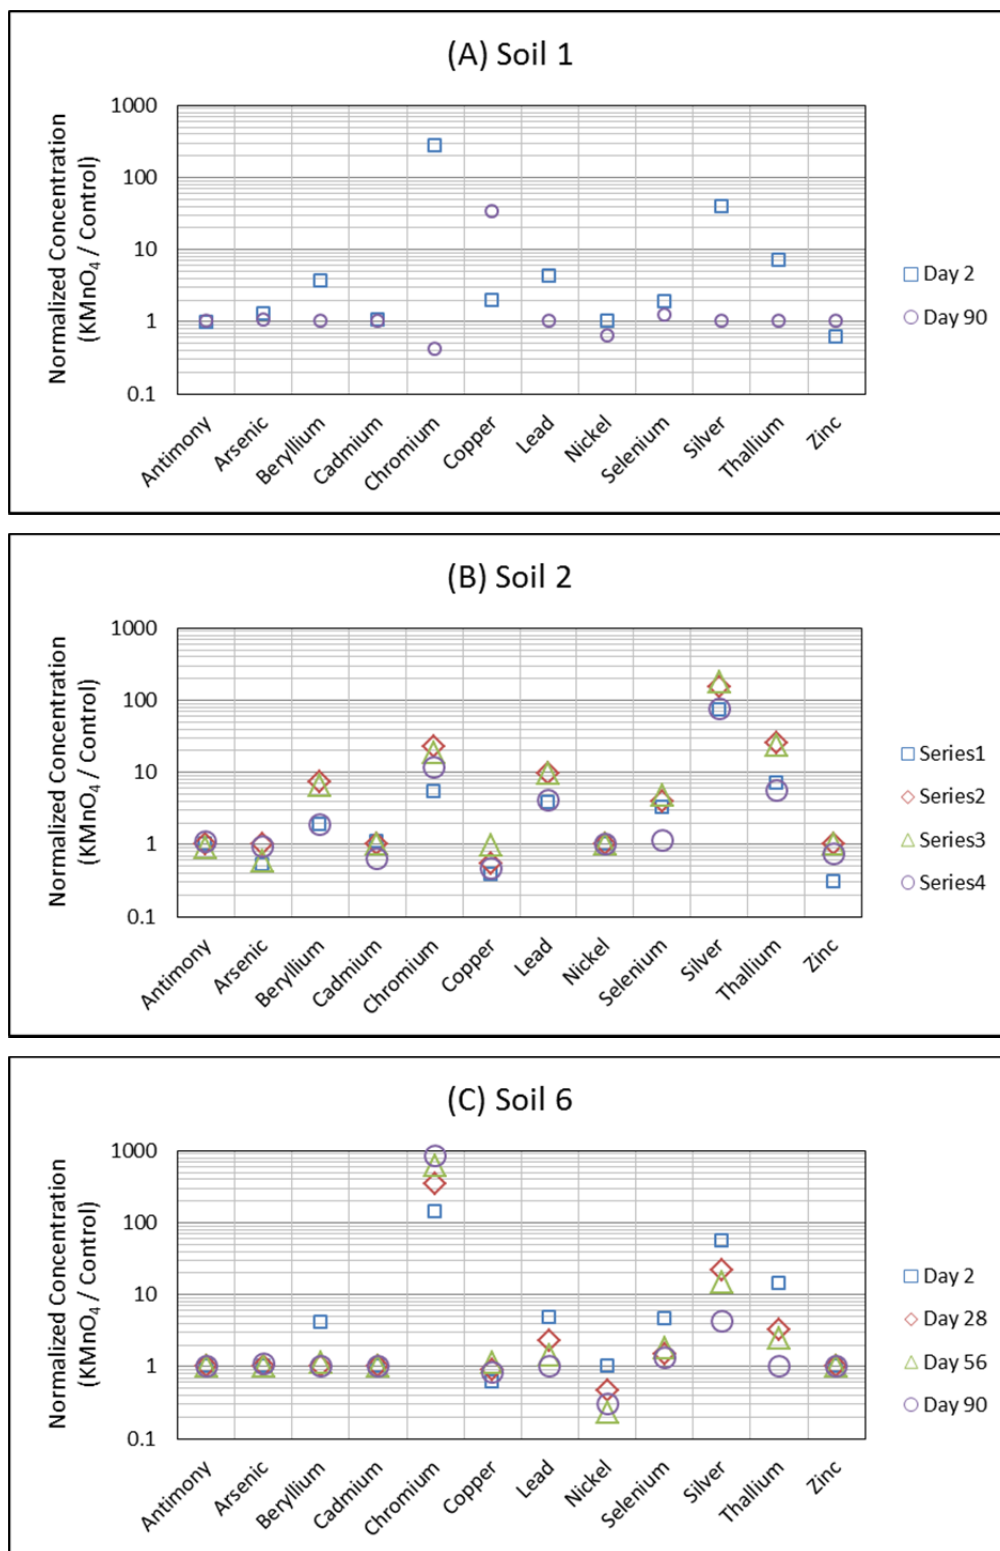 (A) Soil 1
Normalized Concentration
(KMnO₄ / Control)
1000
100
10
1
0.1
Antimony
Arsenic
Beryllium
Cadmium
Chromium
Copper
Lead
Nickel
Selenium
Silver
Thallium
Zinc
Day 2
Day 90
(B) Soil 2
Normalized Concentration
(KMnO₄ / Control)
1000
100
10
1
0.1
Antimony
Arsenic
Beryllium
Cadmium
Chromium
Copper
Lead
Nickel
Selenium
Silver
Thallium
Zinc
Series1
Series2
Series3
Series4
(C) Soil 6
Normalized Concentration
(KMnO₄ / Control)
1000
100
10
1
0.1
Antimony
Arsenic
Beryllium
Cadmium
Chromium
Copper
Lead
Nickel
Selenium
Silver
Thallium
Zinc
Day 2
Day 28
Day 56
Day 90